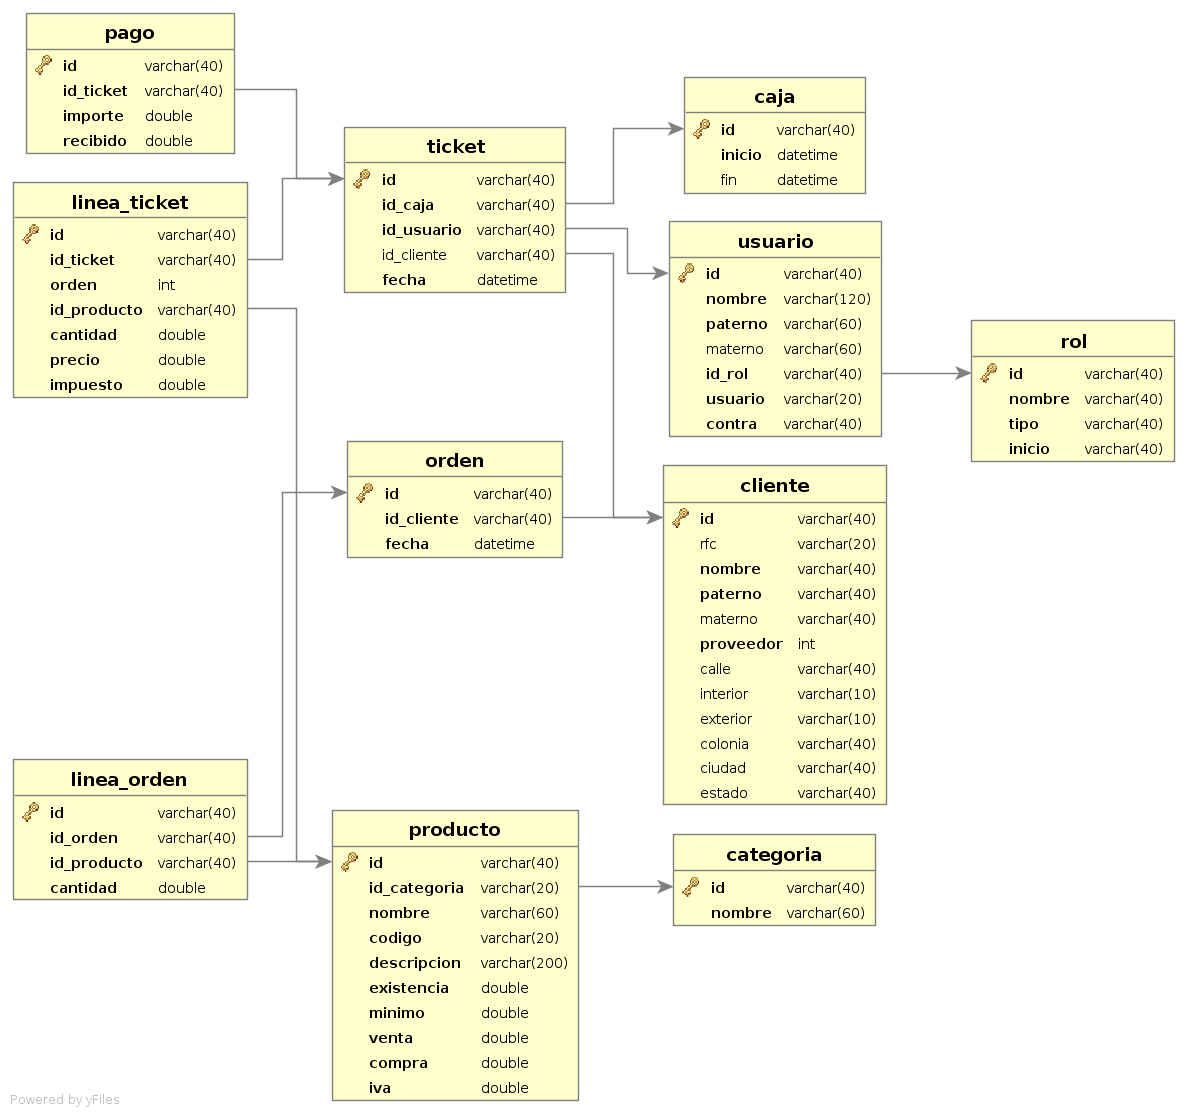 pago
id varchar(40)
id_ticket varchar(40)
importe double
recibido double
linea_ticket
id varchar(40)
id_ticket varchar(40)
orden int
id_producto varchar(40)
cantidad double
precio double
impuesto double
ticket
id varchar(40)
id_caja varchar(40)
id_usuario varchar(40)
id_cliente varchar(40)
fecha datetime
caja
id varchar(40)
inicio datetime
fin datetime
usuario
id varchar(40)
nombre varchar(120)
paterno varchar(60)
materno varchar(60)
id_rol varchar(40)
usuario varchar(20)
contra varchar(40)
rol
id varchar(40)
nombre varchar(40)
tipo varchar(40)
inicio varchar(40)
orden
id varchar(40)
id_cliente varchar(40)
fecha datetime
cliente
id varchar(40)
rfc varchar(20)
nombre varchar(40)
paterno varchar(40)
materno varchar(40)
proveedor int
calle varchar(40)
interior varchar(10)
exterior varchar(10)
colonia varchar(40)
ciudad varchar(40)
estado varchar(40)
linea_orden
id varchar(40)
id_orden varchar(40)
id_producto varchar(40)
cantidad double
producto
id varchar(40)
id_categoria varchar(20)
nombre varchar(60)
codigo varchar(20)
descripcion varchar(200)
existencia double
minimo double
venta double
compra double
iva double
categoria
id varchar(40)
nombre varchar(60)
Powered by yFiles